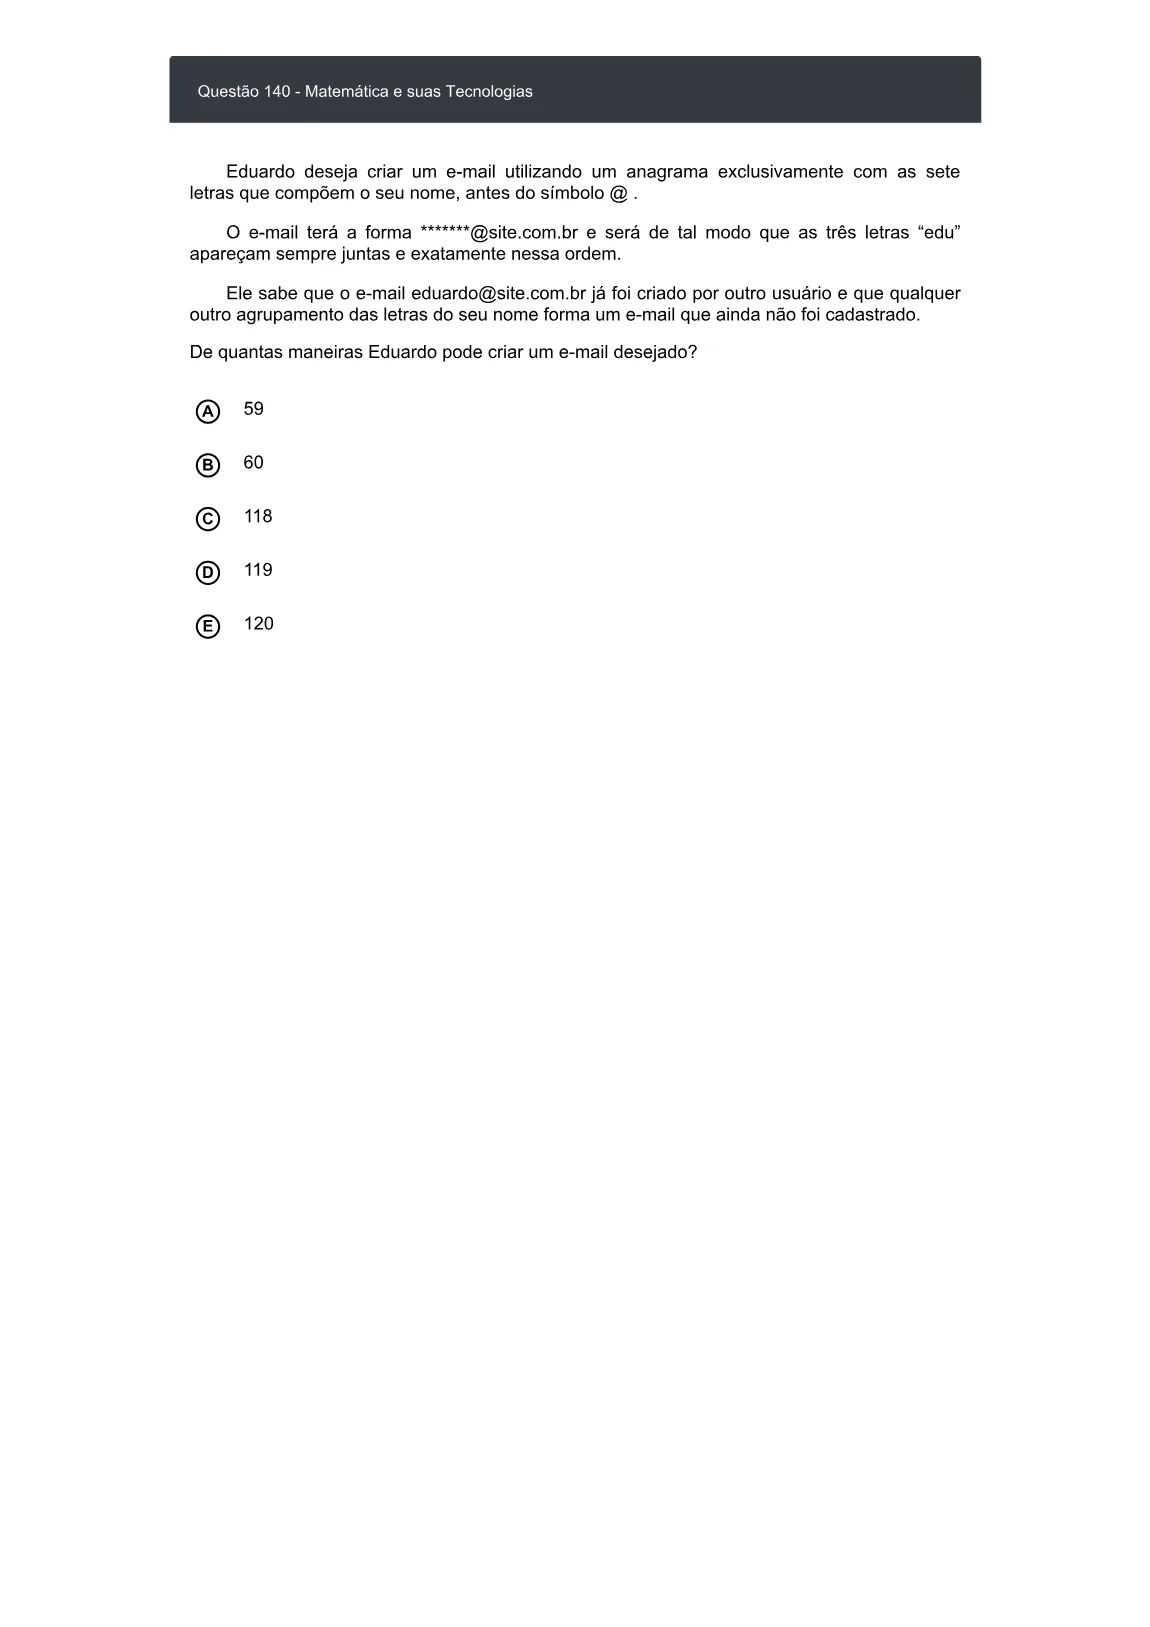 Questão 140 - Matemática e suas Tecnologias
Eduardo deseja criar um e-mail utilizando um anagrama exclusivamente com as sete
letras que compõem o seu nome, antes do símbolo @ .
O e-mail terá a forma *******@site.com.br e será de tal modo que as três letras “edu”
apareçam sempre juntas e exatamente nessa ordem.
Ele sabe que o e-mail eduardo@site.com.br já foi criado por outro usuário e que qualquer
outro agrupamento das letras do seu nome forma um e-mail que ainda não foi cadastrado.
De quantas maneiras Eduardo pode criar um e-mail desejado?
A 59
B 60
C 118
D 119
E 120